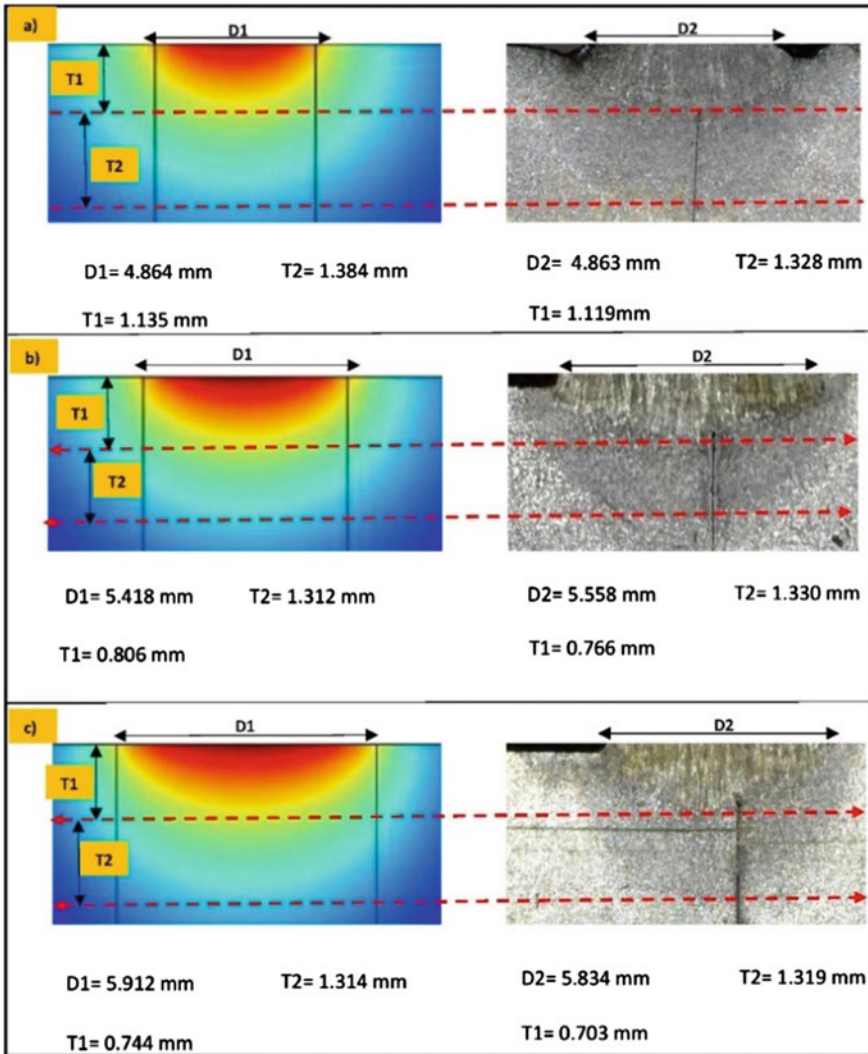 a)
D1
D2
T1
T2
D1= 4.864 mm T2= 1.384 mm
T1= 1.135 mm
D2= 4.863 mm T2= 1.328 mm
T1= 1.119mm
b)
D1
D2
T1
T2
D1= 5.418 mm T2= 1.312 mm
T1= 0.806 mm
D2= 5.558 mm T2= 1.330 mm
T1= 0.766 mm
c)
D1
D2
T1
T2
D1= 5.912 mm T2= 1.314 mm
T1= 0.744 mm
D2= 5.834 mm T2= 1.319 mm
T1= 0.703 mm